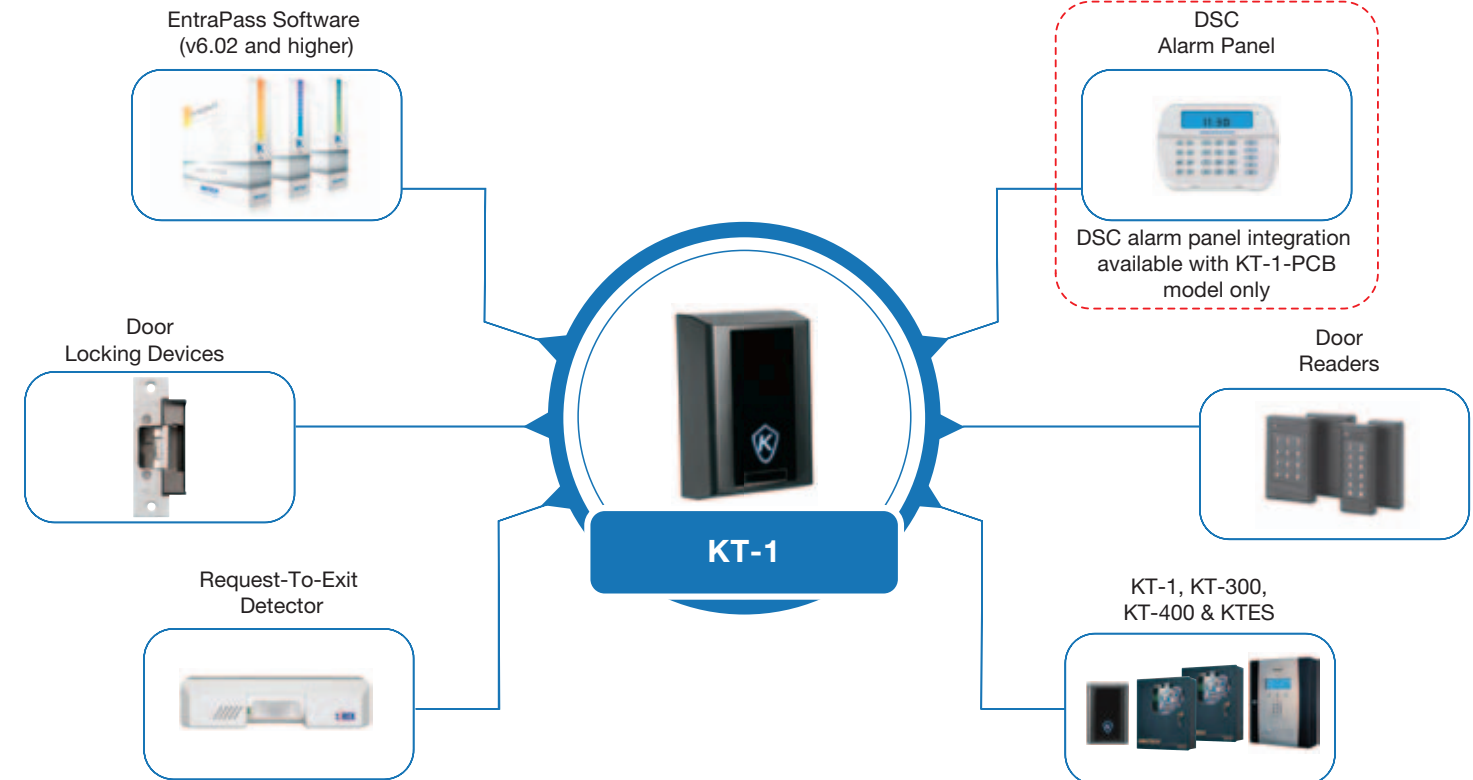 EntraPass Software
(v6.02 and higher)
DSC
Alarm Panel
11:30
DSC alarm panel integration
available with KT-1-PCB
model only
Door
Locking Devices
Door
Readers
K
KT-1
Request-To-Exit
Detector
KT-1, KT-300,
KT-400 & KTES